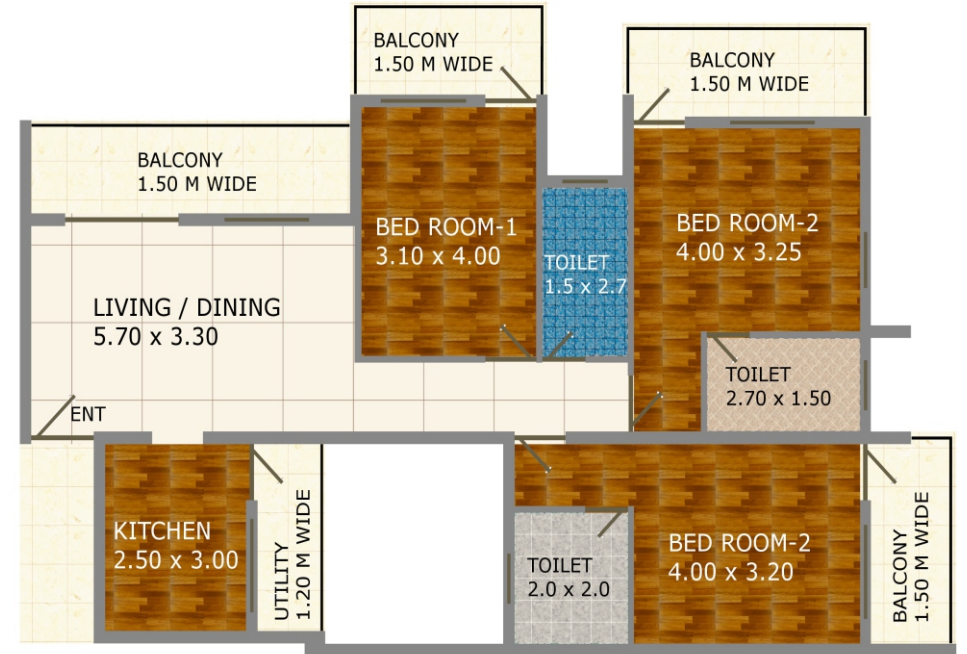 BALCONY
1.50 M WIDE
BALCONY
1.50 M WIDE
BALCONY
1.50 M WIDE
BED ROOM-1
3.10 x 4.00
BED ROOM-2
4.00 x 3.25
TOILET
1.5 x 2.7
LIVING / DINING
5.70 x 3.30
TOILET
2.70 x 1.50
ENT
KITCHEN
2.50 x 3.00
UTILITY
1.20 M WIDE
TOILET
2.0 x 2.0
BED ROOM-2
4.00 x 3.20
BALCONY
1.50 M WIDE